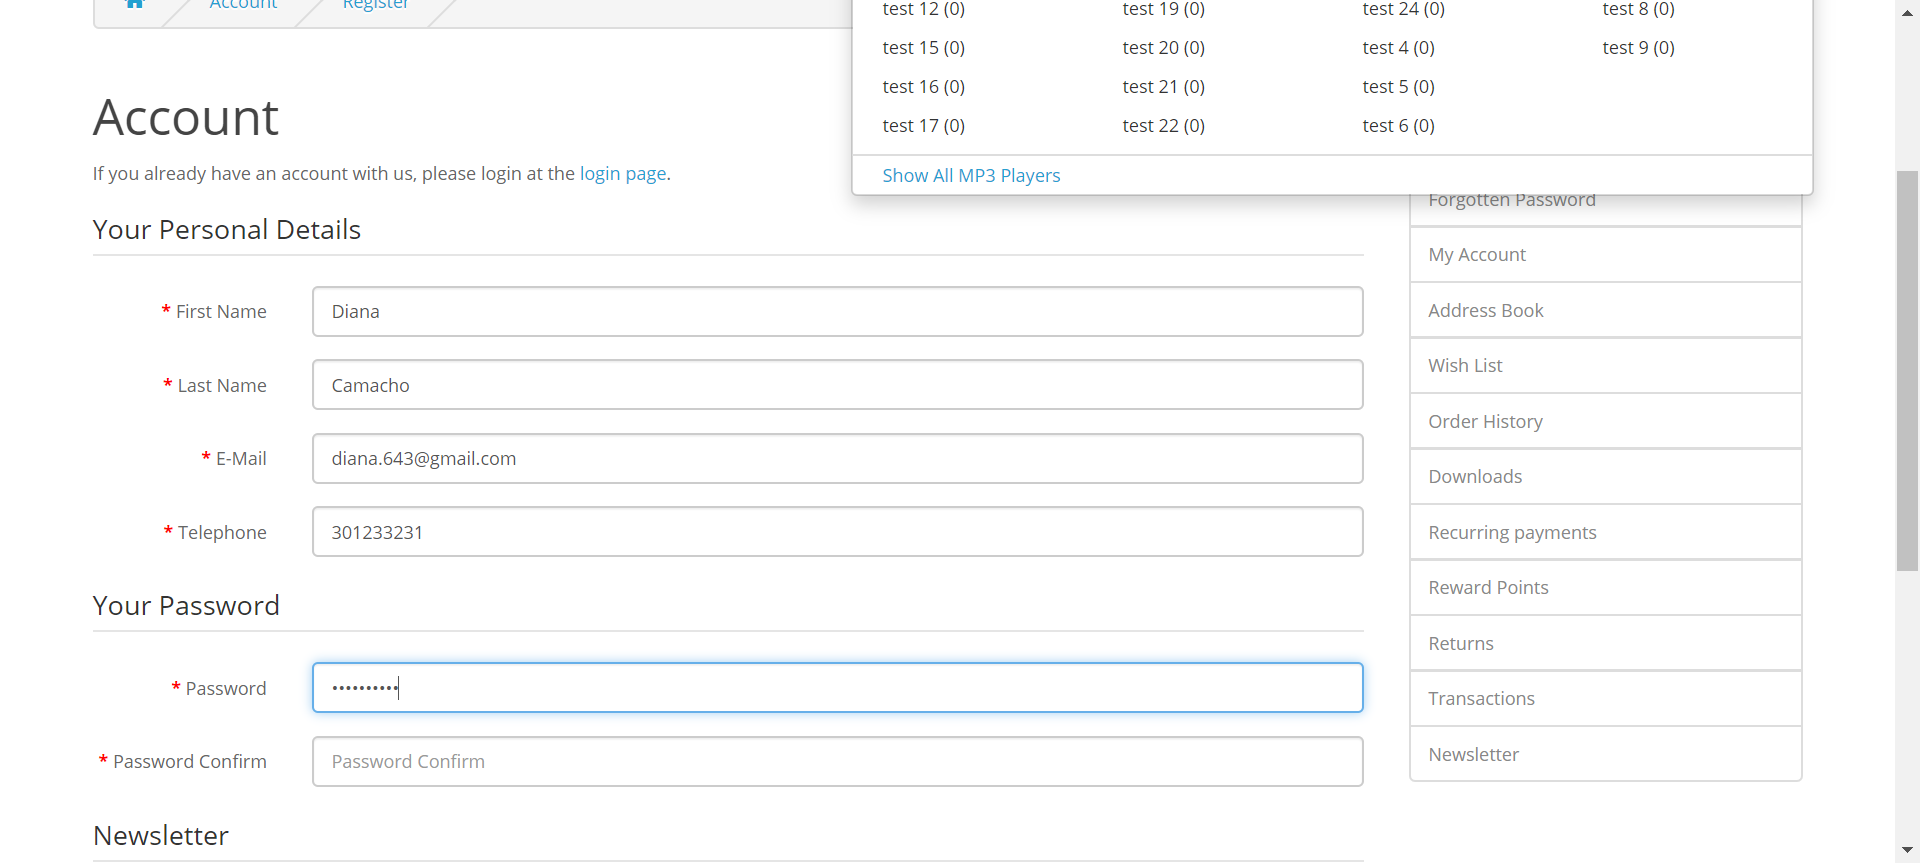 Account
Register
test 12 (0)
test 19 (0)
test 24 (0)
test 8 (0)
test 15 (0)
test 20 (0)
test 4 (0)
test 9 (0)
test 16 (0)
test 21 (0)
test 5 (0)
test 17 (0)
test 22 (0)
test 6 (0)
Show All MP3 Players
Account
If you already have an account with us, please login at the login page.
Your Personal Details
* First Name
Diana
* Last Name
Camacho
* E-Mail
diana.643@gmail.com
* Telephone
301233231
Your Password
* Password
••••••••••
* Password Confirm
Password Confirm
Newsletter
Forgotten Password
My Account
Address Book
Wish List
Order History
Downloads
Recurring payments
Reward Points
Returns
Transactions
Newsletter